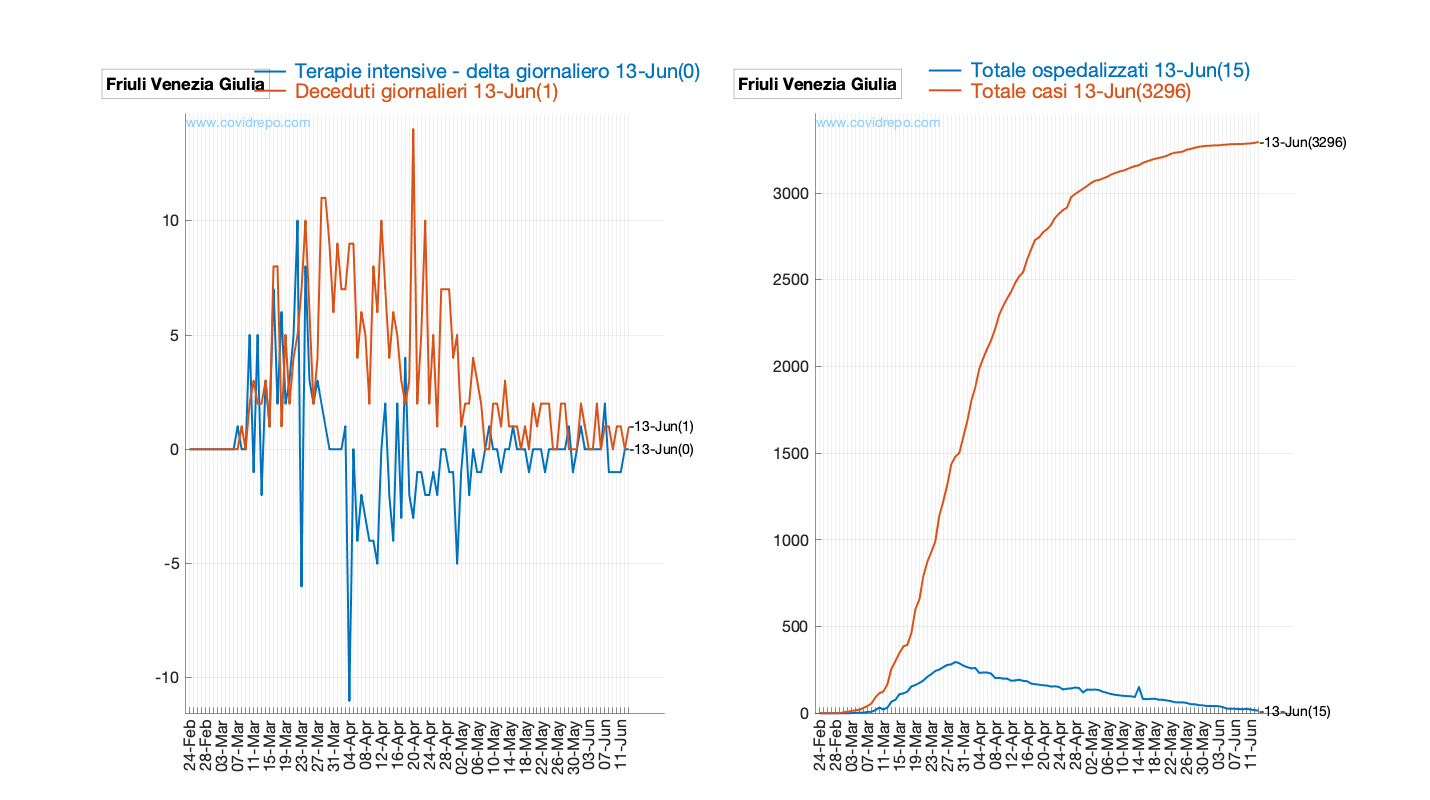 Friuli Venezia Giulia
Terapie intensive - delta giornaliero 13-Jun(0)
Deceduti giornalieri 13-Jun(1)
www.covidrepo.com
10
5
0
-5
-10
-13-Jun(1)
-13-Jun(0)
24-Feb
28-Feb
03-Mar
07-Mar
11-Mar
15-Mar
19-Mar
23-Mar
27-Mar
31-Mar
04-Apr
08-Apr
12-Apr
16-Apr
20-Apr
24-Apr
28-Apr
02-May
06-May
10-May
14-May
18-May
22-May
26-May
30-May
03-Jun
07-Jun
11-Jun
Friuli Venezia Giulia
Totale ospedalizzati 13-Jun(15)
Totale casi 13-Jun(3296)
www.covidrepo.com
3000
2500
2000
1500
1000
500
0
-13-Jun(3296)
-13-Jun(15)
24-Feb
28-Feb
03-Mar
07-Mar
11-Mar
15-Mar
19-Mar
23-Mar
27-Mar
31-Mar
04-Apr
08-Apr
12-Apr
16-Apr
20-Apr
24-Apr
28-Apr
02-May
06-May
10-May
14-May
18-May
22-May
26-May
30-May
03-Jun
07-Jun
11-Jun